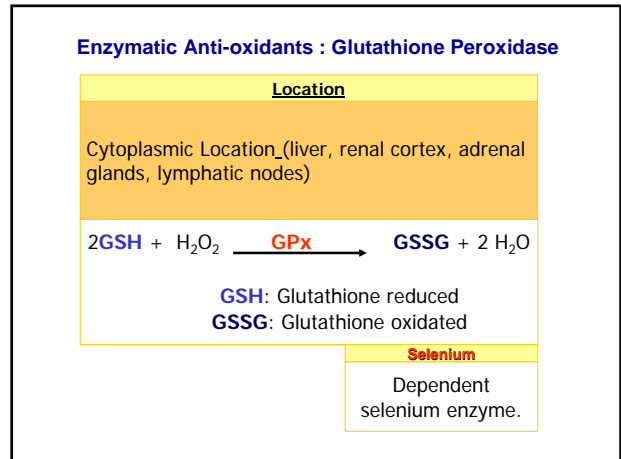 Enzymatic Anti-oxidants : Glutathione Peroxidase
Location
Cytoplasmic Location (liver, renal cortex, adrenal
glands, lymphatic nodes)
2GSH + H₂O₂ GPx GSSG + 2 H₂O
GSH: Glutathione reduced
GSSG: Glutathione oxidated
Selenium
Dependent
selenium enzyme.